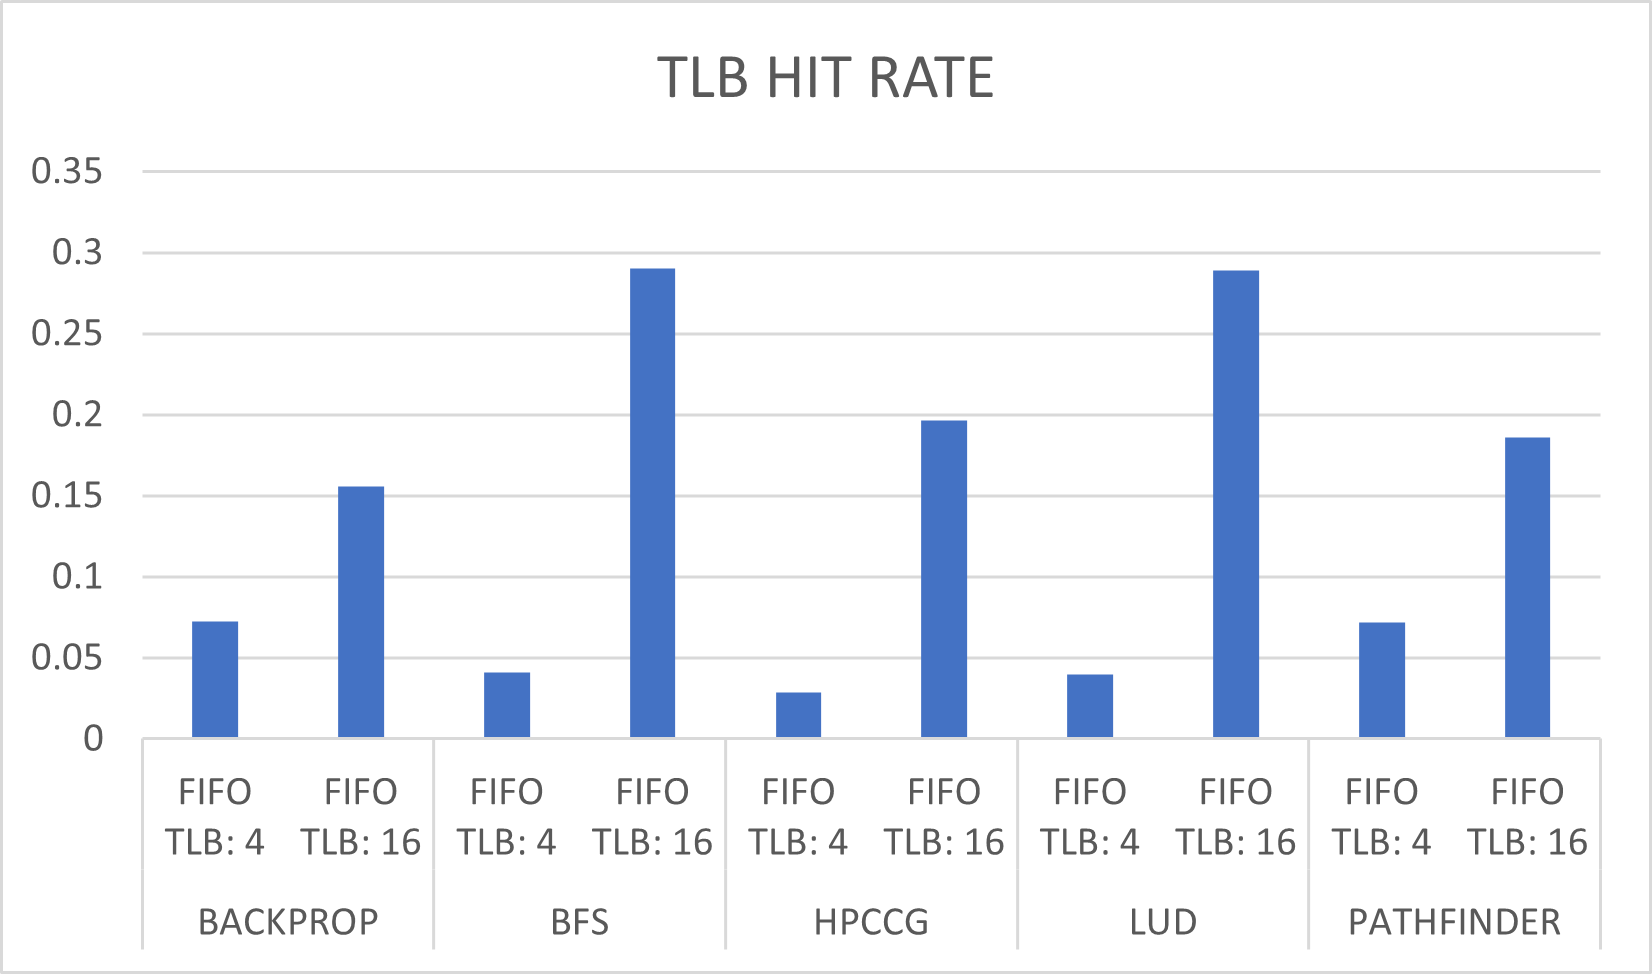 TLB HIT RATE
0.35
0.3
0.25
0.2
0.15
0.1
0.05
0
FIFO FIFO FIFO FIFO FIFO FIFO FIFO FIFO FIFO FIFO
TLB: 4 TLB: 16 TLB: 4 TLB: 16 TLB: 4 TLB: 16 TLB: 4 TLB: 16 TLB: 4 TLB: 16
BACKPROP BFS HPCCG LUD PATHFINDER